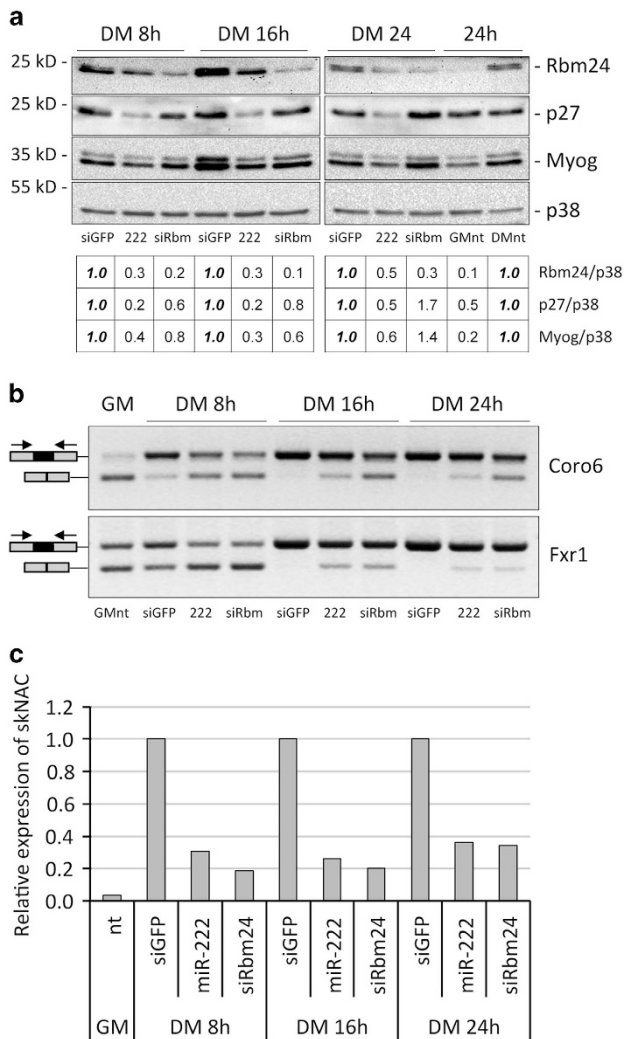 a
DM 8h DM 16h DM 24 24h
25 kD - - Rbm24
25 kD - - p27
35 kD - - Myog
55 kD - - p38
siGFP 222 siRbm siGFP 222 siRbm siGFP 222 siRbm GMnt DMnt
1.0 0.3 0.2 1.0 0.3 0.1 1.0 0.5 0.3 0.1 1.0 Rbm24/p38
1.0 0.2 0.6 1.0 0.2 0.8 1.0 0.5 1.7 0.5 1.0 p27/p38
1.0 0.4 0.8 1.0 0.3 0.6 1.0 0.6 1.4 0.2 1.0 Myog/p38
b
GM DM 8h DM 16h DM 24h
Coro6
Fxr1
GMnt siGFP 222 siRbm siGFP 222 siRbm siGFP 222 siRbm
c
Relative expression of skNAC
1.2
1.0
0.8
0.6
0.4
0.2
0.0
nt siGFP miR-222 siRbm24 siGFP miR-222 siRbm24 siGFP miR-222 siRbm24
GM DM 8h DM 16h DM 24h